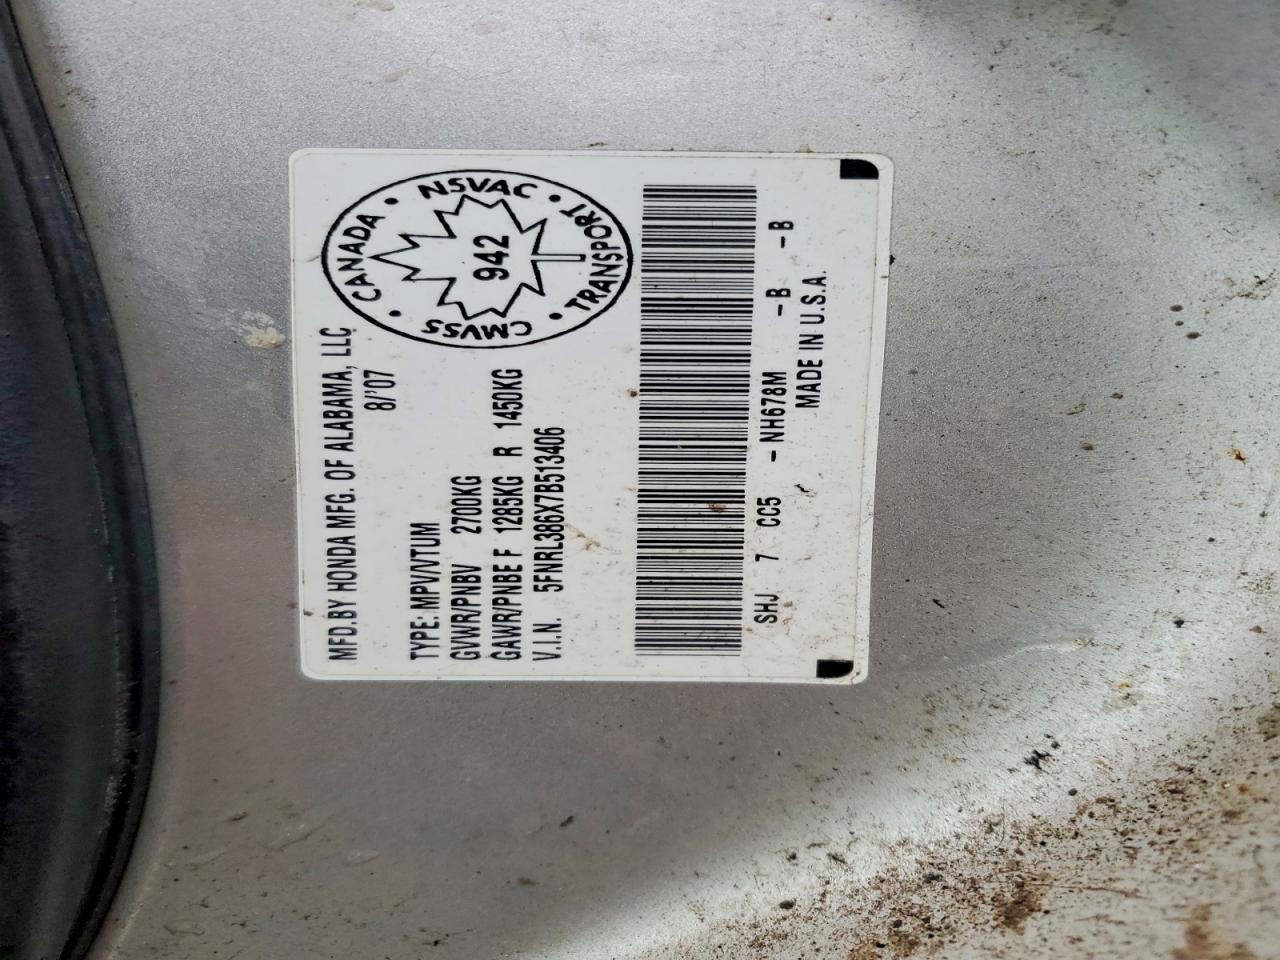 MFD.BY HONDA MFG. OF ALABAMA, LLC
8/'07
CANADA • NSVAC • TRANSPORT • CMVSS •
942
TYPE: MPV/VTUM
GVWR/PNBV 2700KG
GAWR/PNBE F 1285KG R 1450KG
V.I.N. 5FNRL386X7B513406
SHJ 7 CC5 - NH678M - B - B
MADE IN U.S.A.